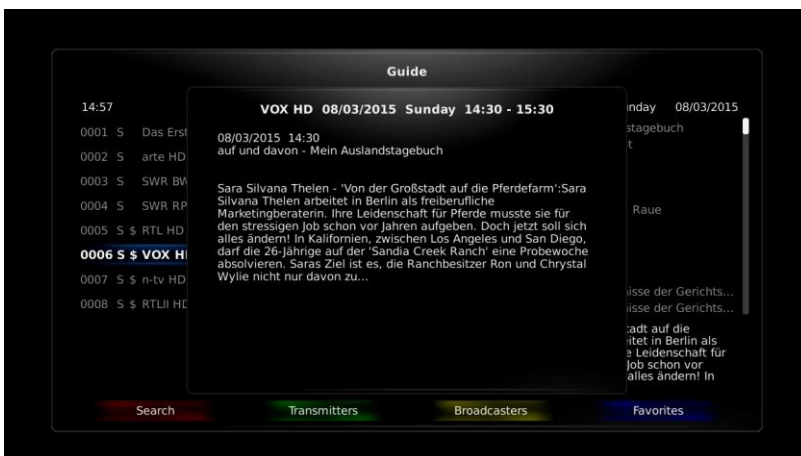 Guide
14:57
nday 08/03/2015
VOX HD 08/03/2015 Sunday 14:30 - 15:30
08/03/2015 14:30
auf und davon - Mein Auslandstagebuch
Sara Silvana Thelen - 'Von der Großstadt auf die Pferdefarm':Sara
Silvana Thelen arbeitet in Berlin als freiberufliche
Marketingberaterin. Ihre Leidenschaft für Pferde musste sie für
den stressigen Job schon vor Jahren aufgeben. Doch jetzt soll sich
alles ändern! In Kalifornien, zwischen Los Angeles und San Diego,
darf die 26-Jährige auf der 'Sandia Creek Ranch' eine Probewoche
absolvieren. Saras Ziel ist es, die Ranchbesitzer Ron und Chrystal
Wylie nicht nur davon zu...
0001 S Das Erst
0002 S arte HD
0003 S SWR BW
0004 S SWR RP
0005 S $ RTL HD
0006 S $ VOX HD
0007 S $ n-tv HD
0008 S $ RTLII HD
stagebuch
t
Raue
isse der Gerichts...
isse der Gerichts...
tadt auf die
itet in Berlin als
e Leidenschaft für
Job schon vor
alles ändern! In
Search
Transmitters
Broadcasters
Favorites